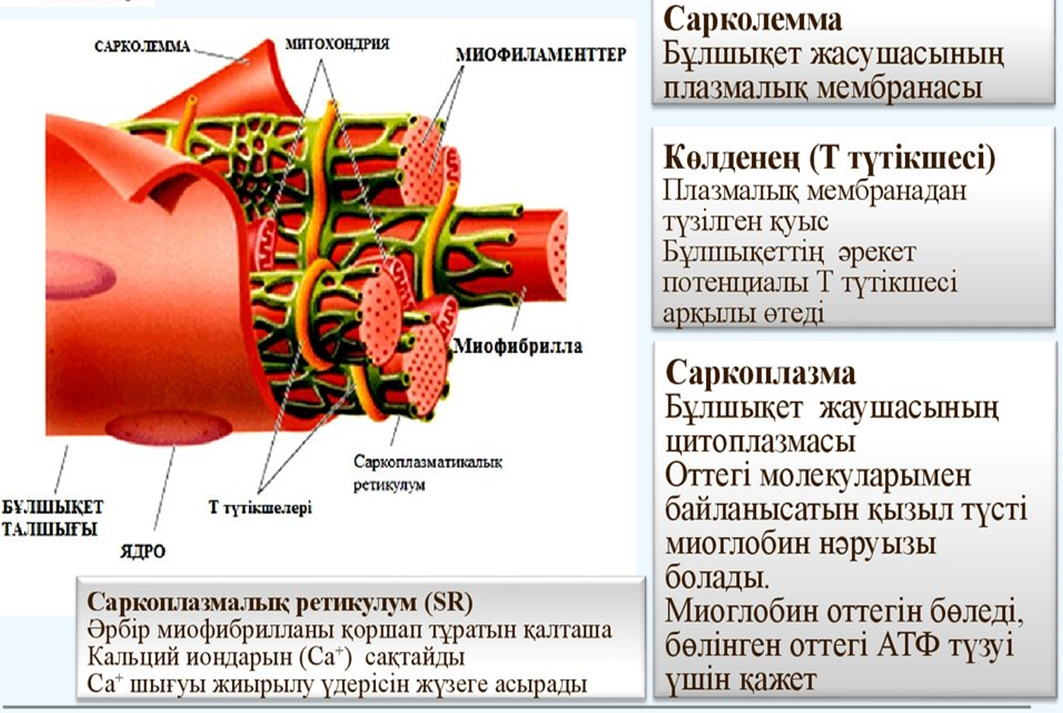 САРКОЛЕММА
МИТОХОНДРИЯ
МИОФИЛАМЕНТТЕР
Миофибрилла
Саркоплазматикалық
ретикулум
Т түтікшелері
БҰЛШЫҚЕТ
ТАЛШЫҒЫ
ЯДРО
Саркоплазмалық ретикулум (SR)
Әрбір миофибрилланы қоршап тұратын қалташа
Кальций иондарын (Ca⁺) сақтайды
Ca⁺ шығуы жиырылу үдерісін жүзеге асырады
Сарколемма
Бұлшықет жасушасының
плазмалық мембранасы
Көлденең (Т түтікшесі)
Плазмалық мембранадан
түзілген қуыс
Бұлшықеттің әрекет
потенциалы Т түтікшесі
арқылы өтеді
Саркоплазма
Бұлшықет жаушасының
цитоплазмасы
Оттегі молекуларымен
байланысатын қызыл түсті
миоглобин нәруызы
болады.
Миоглобин оттегін бөледі,
бөлінген оттегі АТФ түзуі
үшін қажет